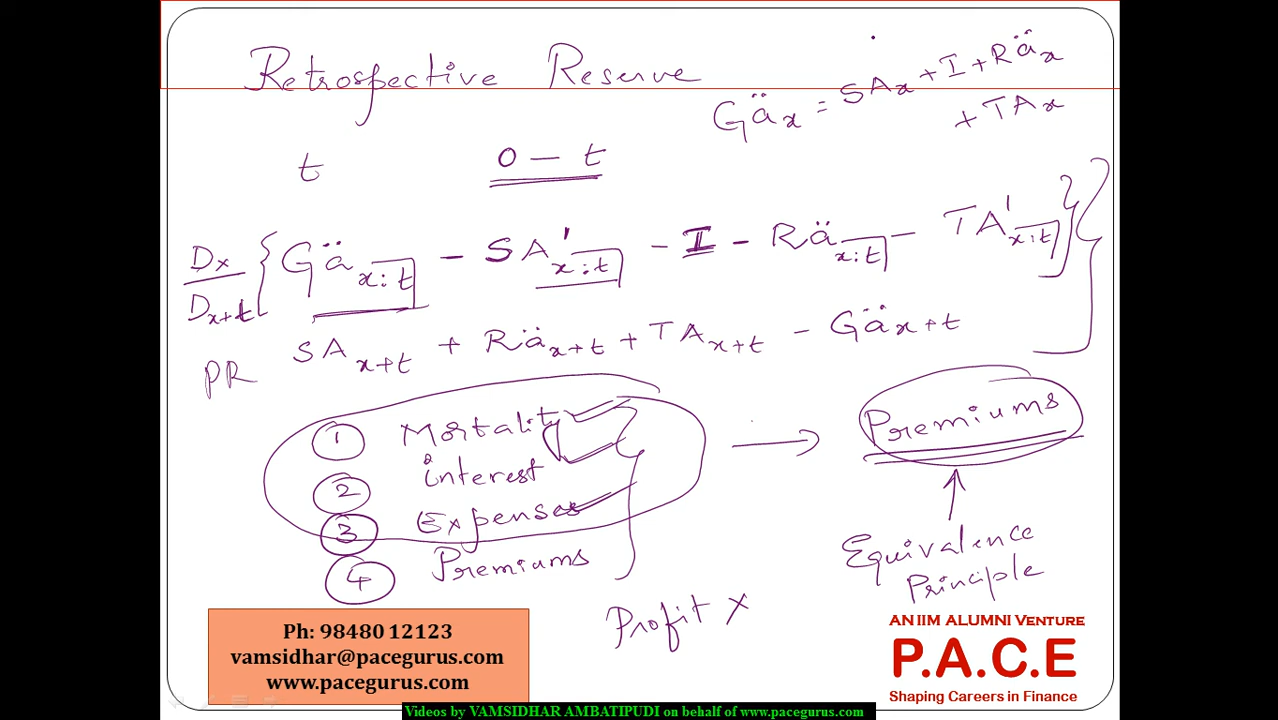 Retrospective Reserve
Gäx = SAx + I + Räx
+ TAx
t
0 – t
Dx/Dx+t { Gäx:t̅| – SA¹x:t̅| – I – Räx:t̅| – TA¹x:t̅| }
PR SAx+t + Räx+t + TAx+t – Gäx+t
1 Mortality
2 interest
3 Expenses
4 Premiums
Premiums
Equivalence
Principle
Profit X
Ph: 98480 12123
vamsidhar@pacegurus.com
www.pacegurus.com
AN IIM ALUMNI VENTURE
P.A.C.E
Shaping Careers in Finance
Videos by VAMSIDHAR AMBATIPUDI on behalf of www.pacegurus.com